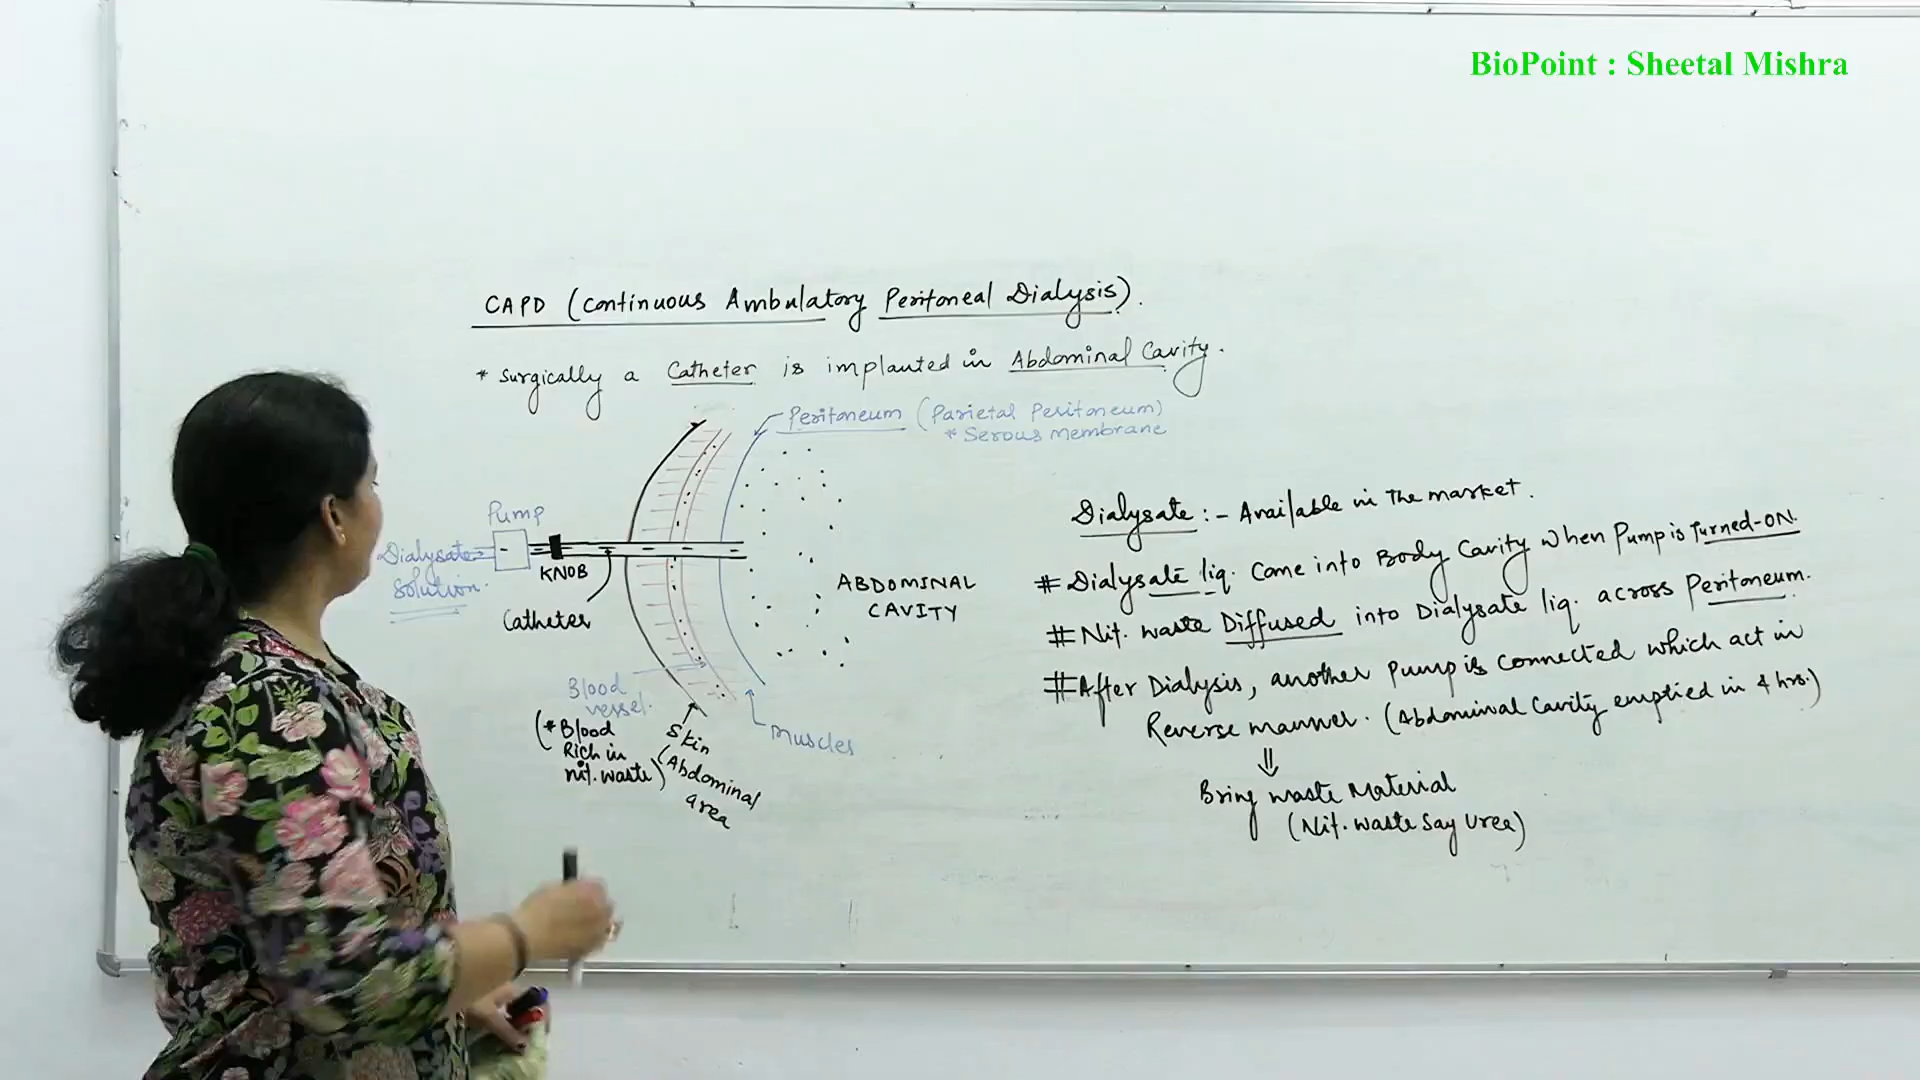 BioPoint : Sheetal Mishra
CAPD (Continuous Ambulatory Peritoneal Dialysis).
* Surgically a Catheter is implanted in Abdominal Cavity.
Peritoneum (Parietal Peritoneum)
* Serous membrane
Pump
Dialysate
Solution.
KNOB
Catheter
ABDOMINAL
CAVITY
Blood
vessel.
(* Blood
Rich in
nit. waste)
Skin
(Abdominal
area
Muscles
Dialysate :- Available in the market.
# Dialysate liq. Come into Body Cavity when Pump is Turned-ON.
# Nit. waste Diffused into Dialysate liq. across Peritoneum.
# After Dialysis, another pump is connected which act in
Reverse manner. (Abdominal Cavity emptied in 4 hrs.)
⇓
Bring waste Material
(Nit. waste say Urea)